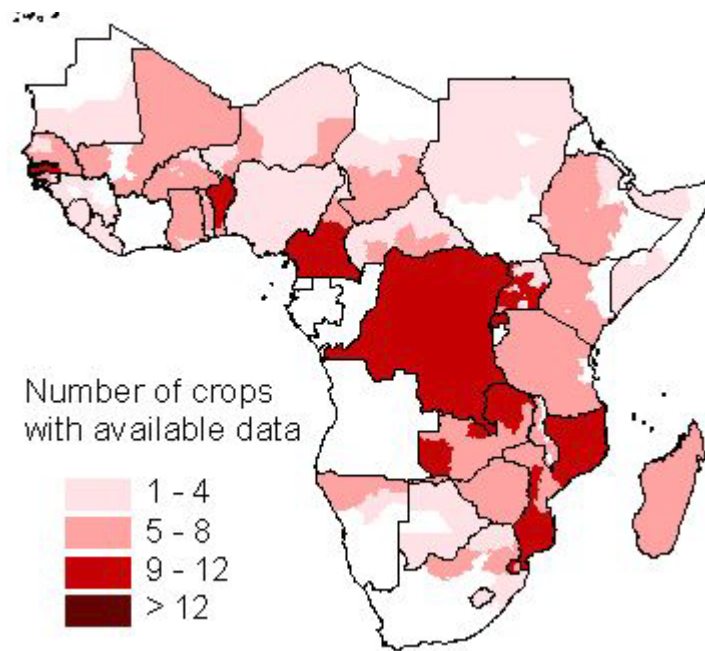 Number of crops
with available data
1 - 4
5 - 8
9 - 12
> 12